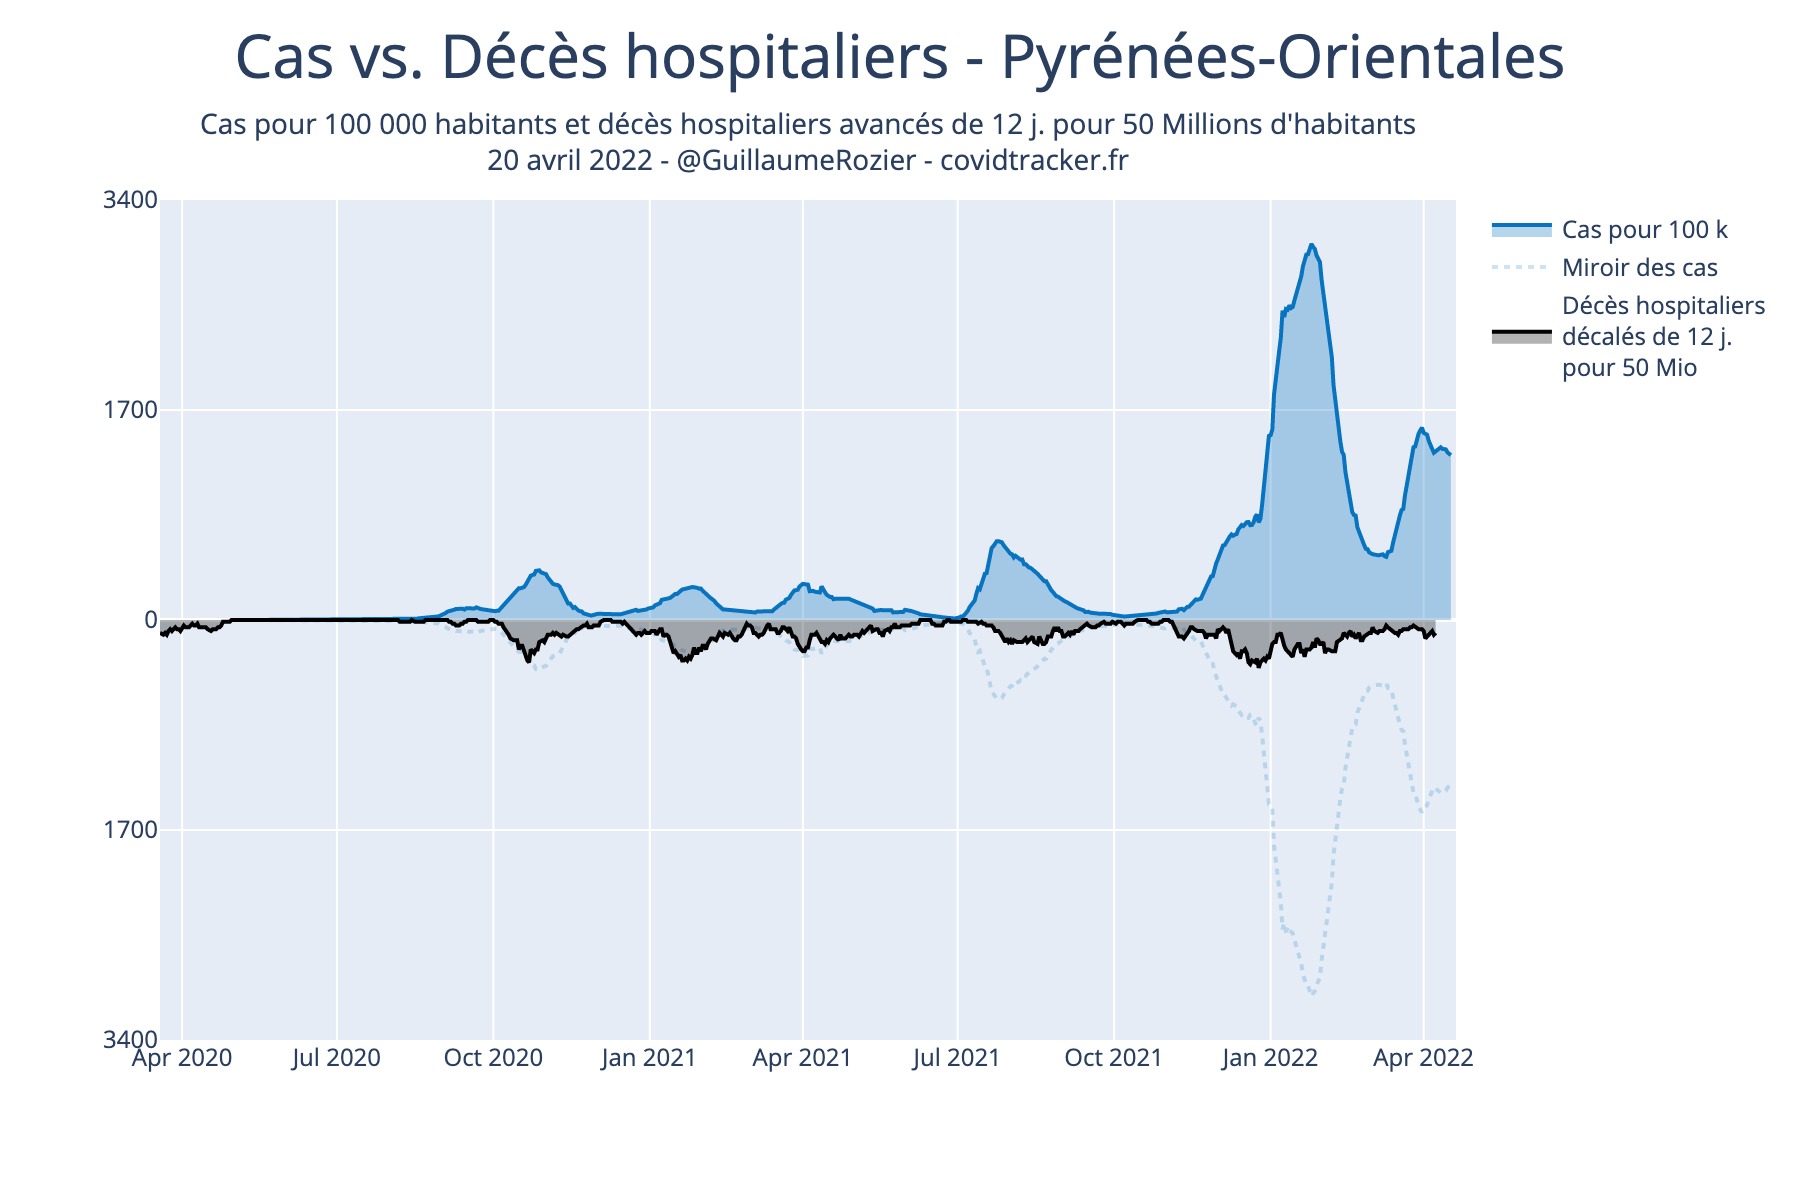 Cas vs. Décès hospitaliers - Pyrénées-Orientales
Cas pour 100 000 habitants et décès hospitaliers avancés de 12 j. pour 50 Millions d'habitants
20 avril 2022 - @GuillaumeRozier - covidtracker.fr
3400
1700
0
1700
3400
Apr 2020
Jul 2020
Oct 2020
Jan 2021
Apr 2021
Jul 2021
Oct 2021
Jan 2022
Apr 2022
Cas pour 100 k
Miroir des cas
Décès hospitaliers
décalés de 12 j.
pour 50 Mio